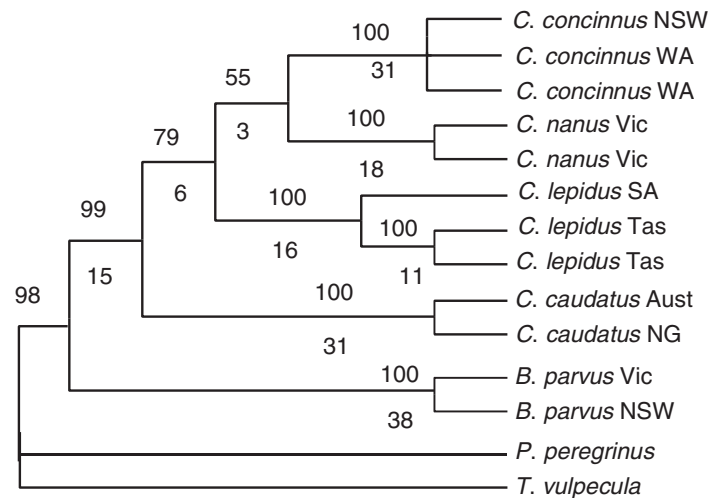 100
C. concinnus NSW
31
C. concinnus WA
55
C. concinnus WA
3
100
C. nanus Vic
79
18
C. nanus Vic
6
100
C. lepidus SA
99
16
100
C. lepidus Tas
15
11
C. lepidus Tas
98
100
C. caudatus Aust
31
C. caudatus NG
100
B. parvus Vic
38
B. parvus NSW
P. peregrinus
T. vulpecula